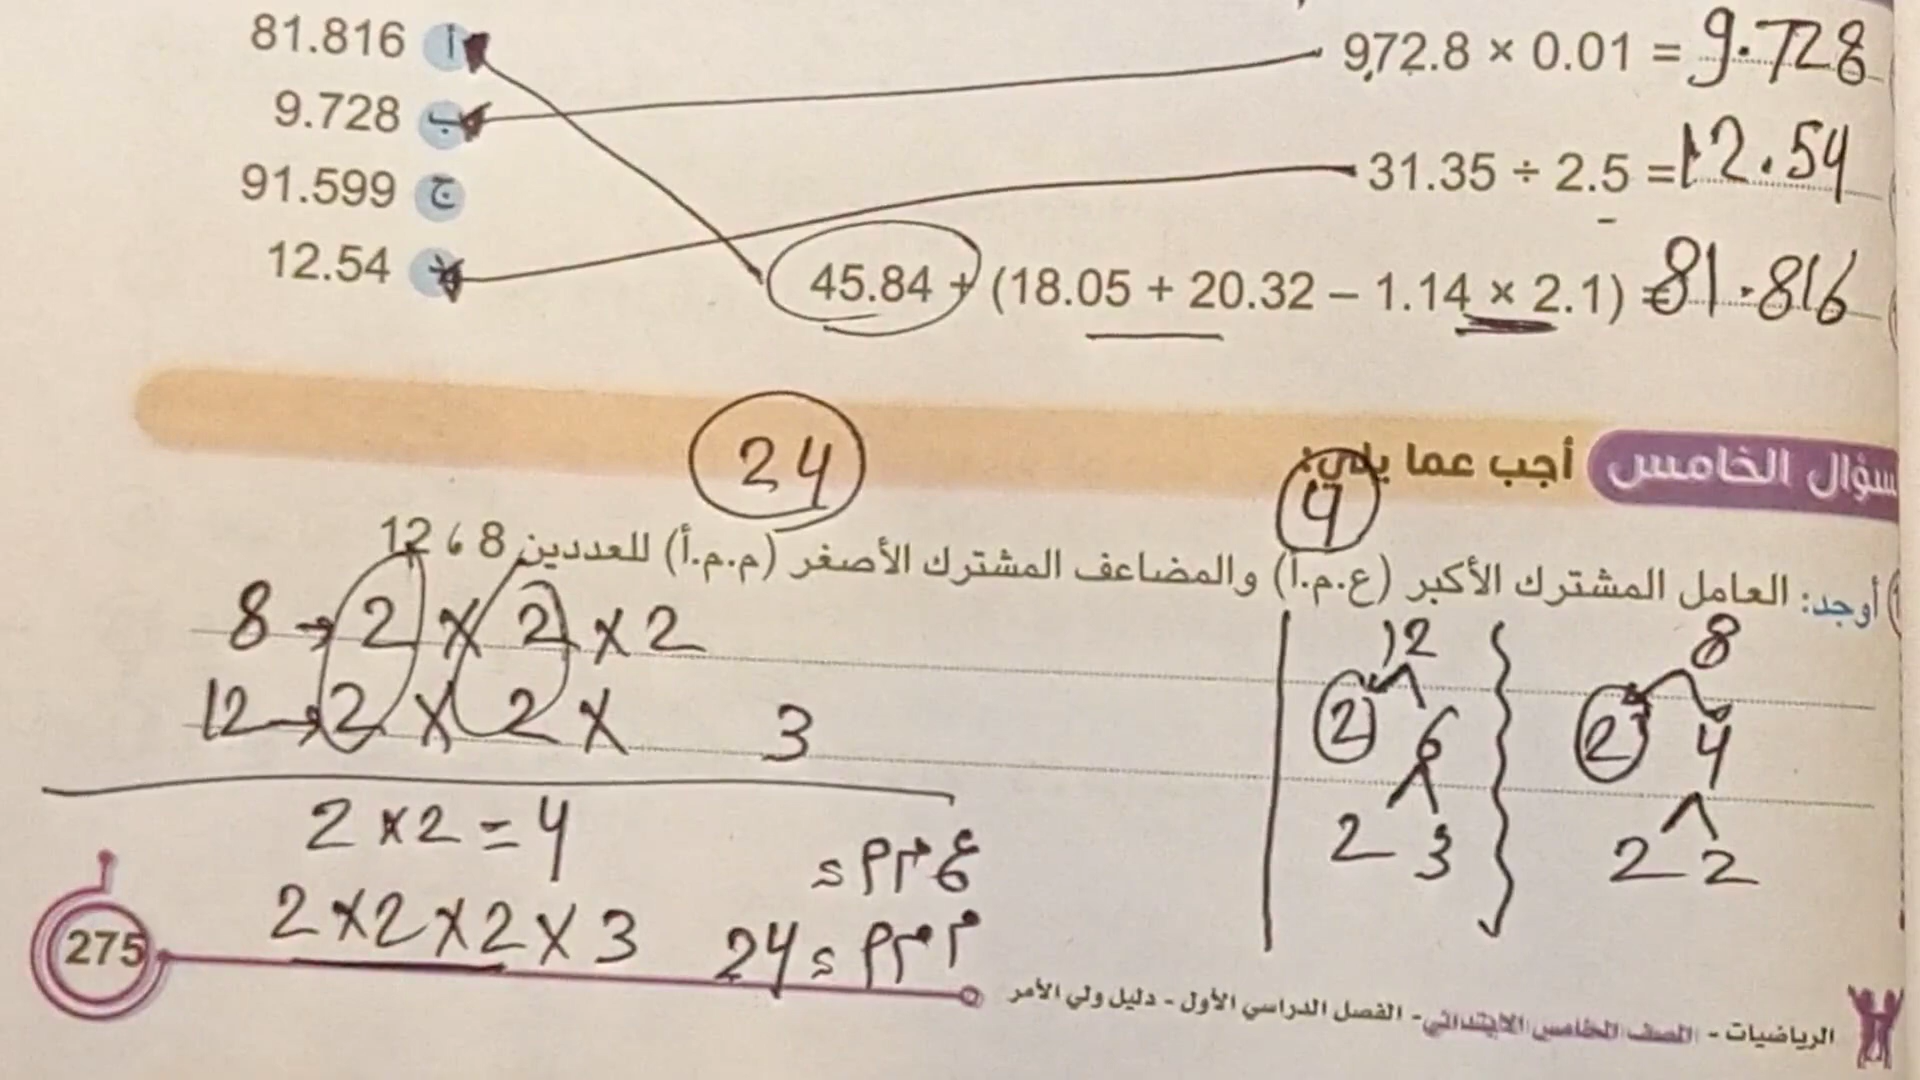 972.8 × 0.01 = 9.728
81.816 أ
31.35 ÷ 2.5 = 12.54
9.728 ب
45.84 + (18.05 + 20.32 – 1.14 × 2.1) = 81.816
91.599 ج
12.54 د
سؤال الخامس أجب عما يلي:
4
24
أوجد: العامل المشترك الأكبر (ع.م.أ) والمضاعف المشترك الأصغر (م.م.أ) للعددين 8 ، 12
8
2 4
2 2
12
2 6
2 3
8 → 2 × 2 × 2
12 → 2 × 2 × 3
2 × 2 = 4
2 × 2 × 2 × 3
24
275
الرياضيات - الصف الخامس الابتدائي - الفصل الدراسي الأول - دليل ولي الأمر